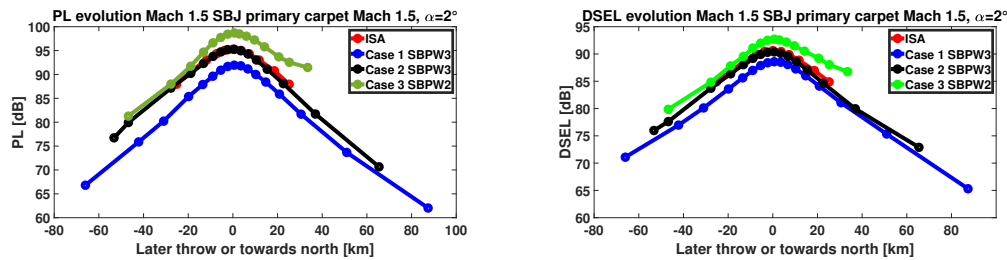 PL evolution Mach 1.5 SBJ primary carpet Mach 1.5, α=2°
100
95
90
85
80
75
70
65
60
PL [dB]
ISA
Case 1 SBPW3
Case 2 SBPW3
Case 3 SBPW2
-80 -60 -40 -20 0 20 40 60 80 100
Later throw or towards north [km]
DSEL evolution Mach 1.5 SBJ primary carpet Mach 1.5, α=2°
95
90
85
80
75
70
65
60
DSEL [dB]
ISA
Case 1 SBPW3
Case 2 SBPW3
Case 3 SBPW2
-80 -60 -40 -20 0 20 40 60 80
Later throw or towards north [km]